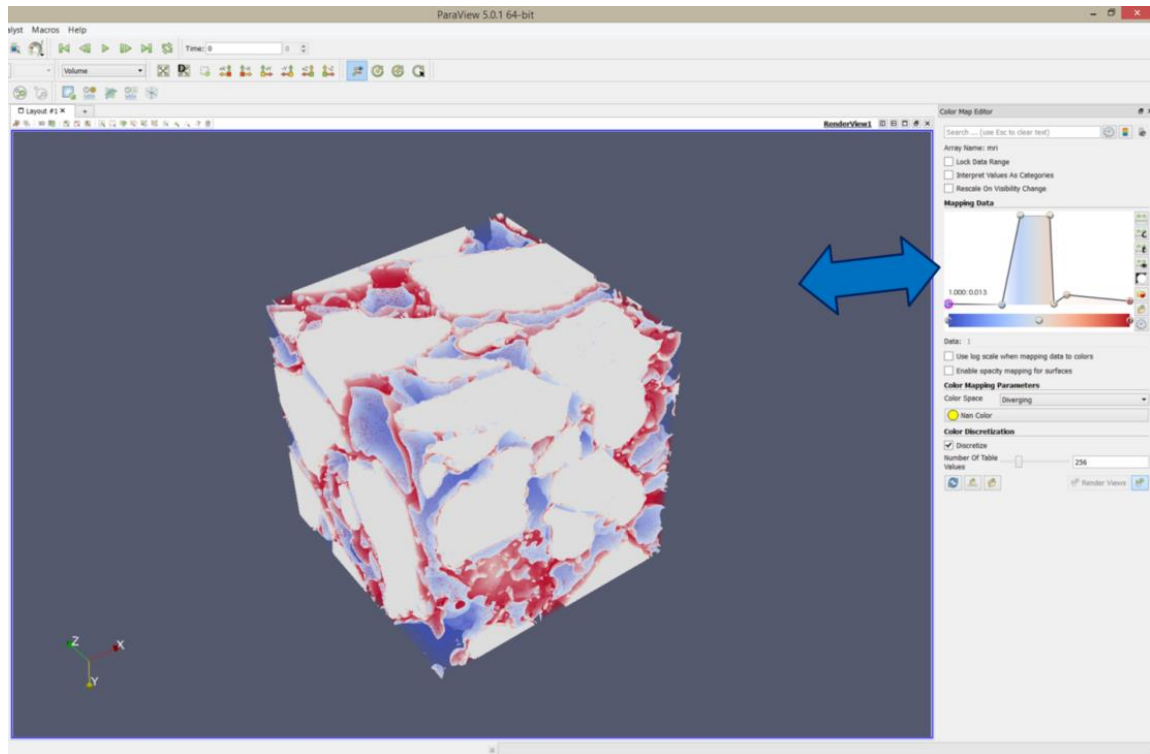 ParaView 5.0.1 64-bit
alyst Macros Help
Time: 0 0
Volume
Layout #1
RenderView1
Color Map Editor
Search ... (use Esc to clear text)
Array Name: mri
Lock Data Range
Interpret Values As Categories
Rescale On Visibility Change
Mapping Data
1.000: 0.013
Data: 1
Use log scale when mapping data to colors
Enable opacity mapping for surfaces
Color Mapping Parameters
Color Space Diverging
Nan Color
Color Discretization
Discretize
Number Of Table Values 256
Render Views
Z X
Y